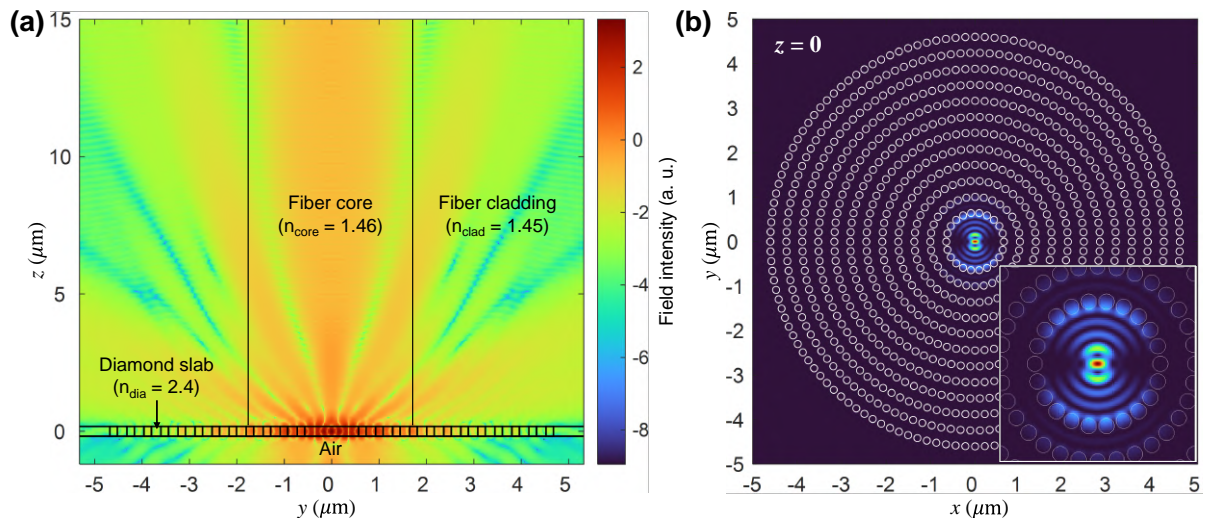 (a)
15
10
5
0
z (μm)
-5 -4 -3 -2 -1 0 1 2 3 4 5
y (μm)
Fiber core
(n_core = 1.46)
Fiber cladding
(n_clad = 1.45)
Diamond slab
(n_dia = 2.4)
Air
2
0
-2
-4
-6
-8
Field intensity (a. u.)
(b)
z = 0
5
4
3
2
1
0
-1
-2
-3
-4
-5
y (μm)
-5 -4 -3 -2 -1 0 1 2 3 4 5
x (μm)